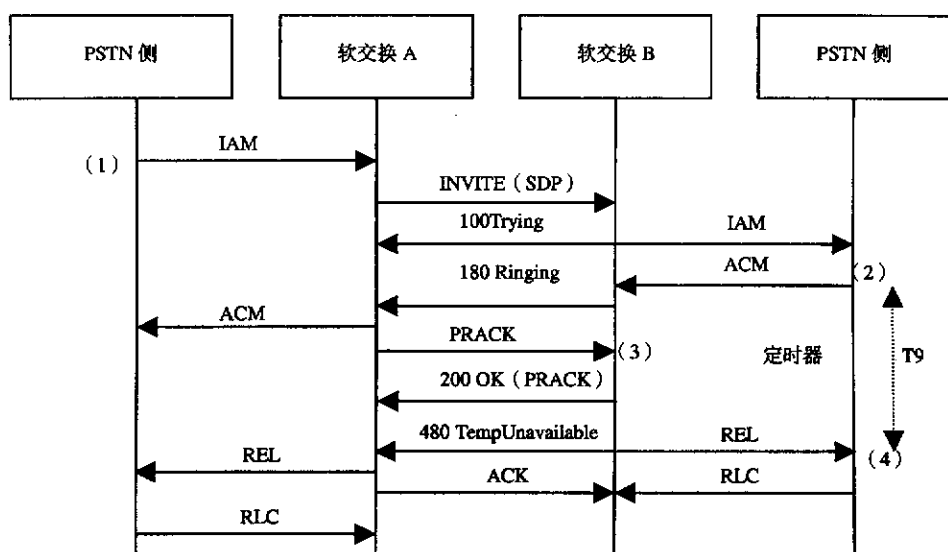 PSTN 侧 软交换 A 软交换 B PSTN 侧
IAM
(1)
INVITE(SDP)
100Trying IAM
180 Ringing ACM (2)
ACM
PRACK (3) 定时器 T9
200 OK(PRACK)
480 TempUnavailable REL
REL (4)
ACK RLC
RLC